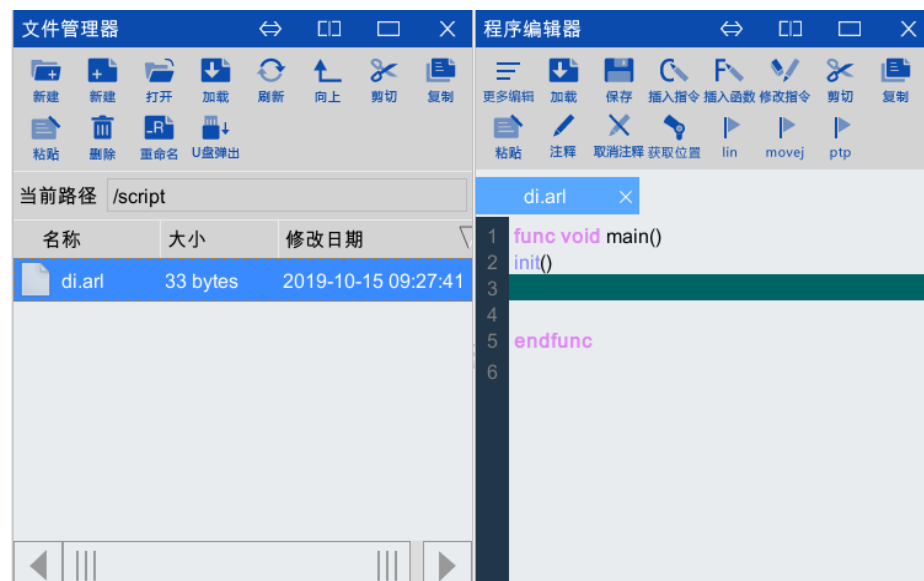 文件管理器
新建 新建 打开 加载 刷新 向上 剪切 复制
粘贴 删除 重命名 U盘弹出
当前路径 /script
名称 大小 修改日期
di.arl 33 bytes 2019-10-15 09:27:41
程序编辑器
更多编辑 加载 保存 插入指令 插入函数 修改指令 剪切 复制
粘贴 注释 取消注释 获取位置 lin movej ptp
di.arl
1 func void main()
2 init()
3
4
5 endfunc
6